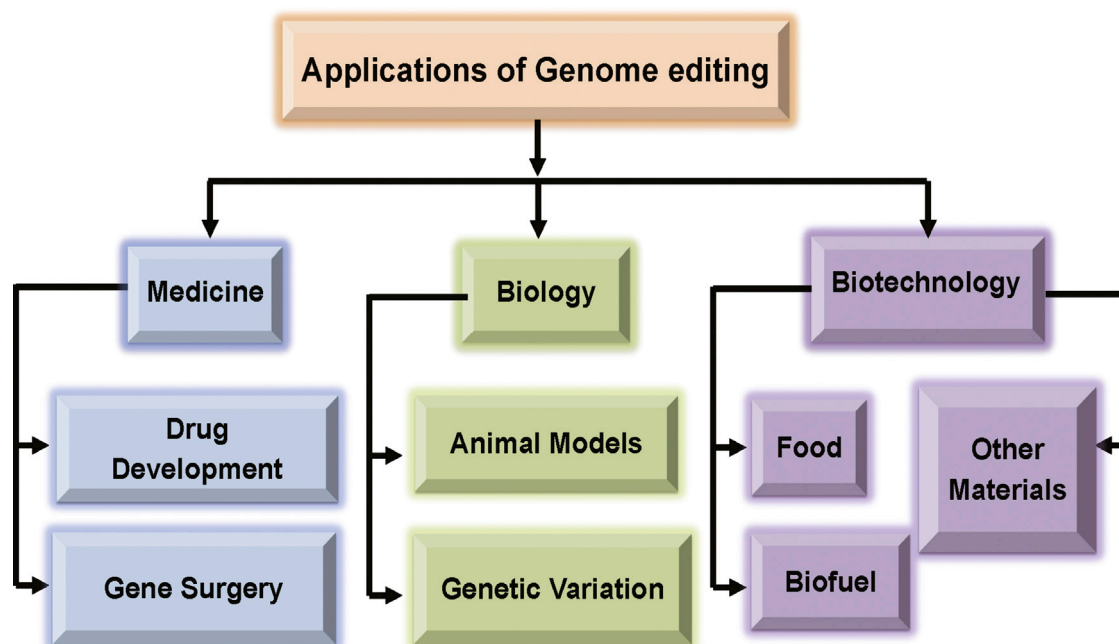 Applications of Genome editing
Medicine
Biology
Biotechnology
Drug
Development
Animal Models
Food
Other
Materials
Gene Surgery
Genetic Variation
Biofuel